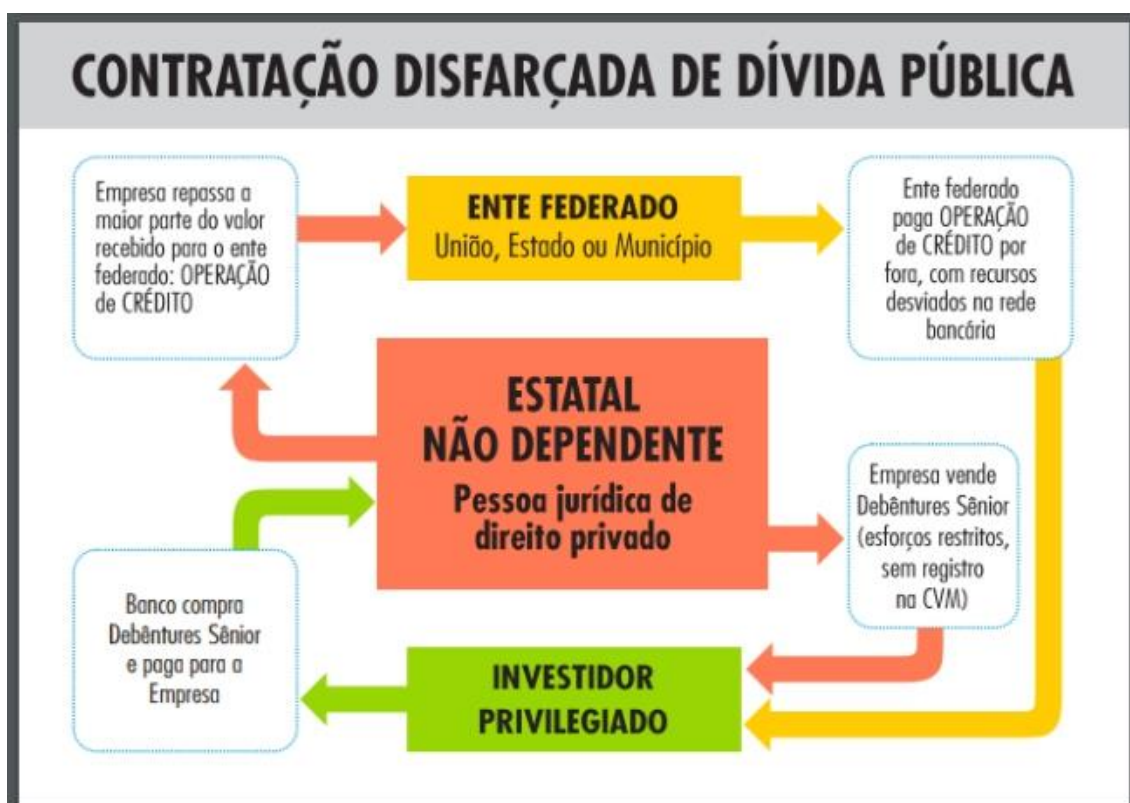 CONTRATAÇÃO DISFARÇADA DE DÍVIDA PÚBLICA
Empresa repassa a
maior parte do valor
recebido para o ente
federado: OPERAÇÃO
de CRÉDITO
ENTE FEDERADO
União, Estado ou Município
Ente federado
paga OPERAÇÃO
de CRÉDITO por
fora, com recursos
desviados na rede
bancária
ESTATAL
NÃO DEPENDENTE
Pessoa jurídica de
direito privado
Empresa vende
Debêntures Sênior
(esforços restritos,
sem registro
na CVM)
Banco compra
Debêntures Sênior
e paga para a
Empresa
INVESTIDOR
PRIVILEGIADO